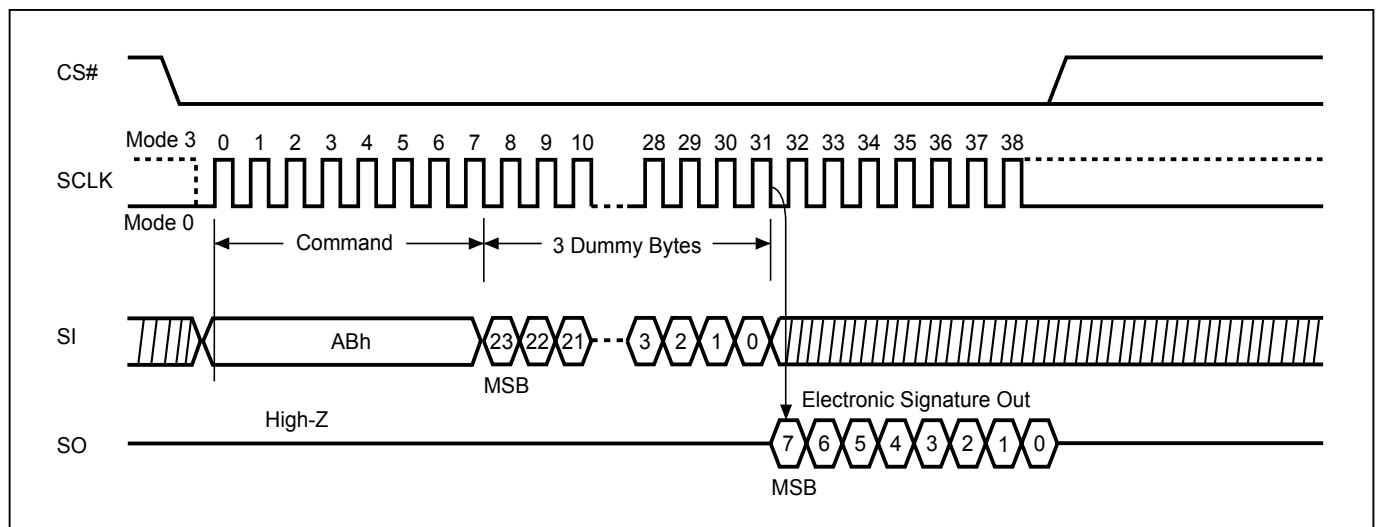 CS#
Mode 3 0 1 2 3 4 5 6 7 8 9 10 28 29 30 31 32 33 34 35 36 37 38
SCLK
Mode 0
Command 3 Dummy Bytes
SI ABh 23 22 21 3 2 1 0
MSB
Electronic Signature Out
High-Z
SO 7 6 5 4 3 2 1 0
MSB